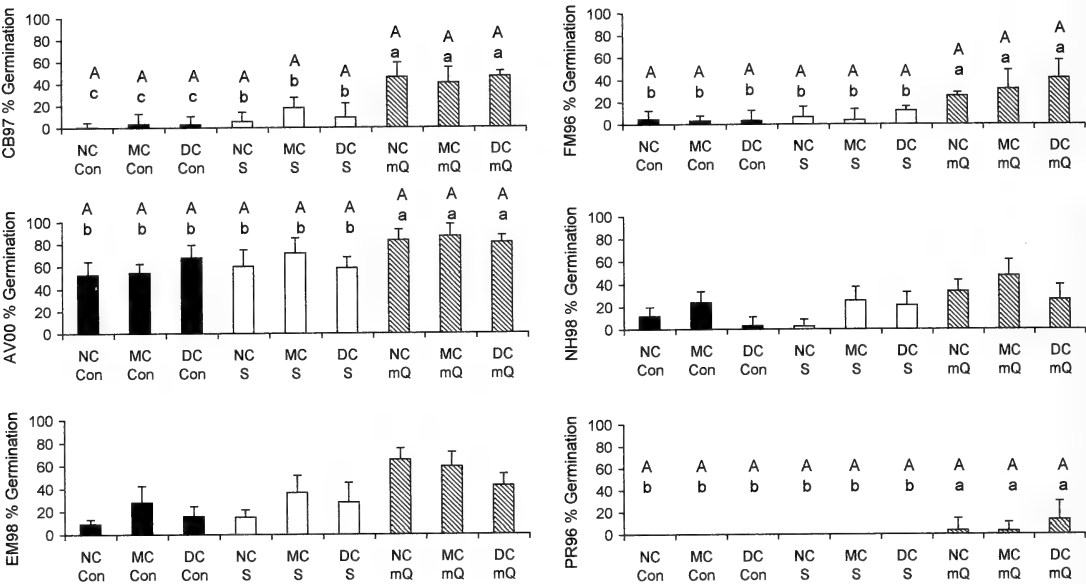 CB97 % Germination
100
80
60
40
20
0
A A A A A A A A A
c c c b b b a a a
NC MC DC NC MC DC NC MC DC
Con Con Con S S S mQ mQ mQ
FM96 % Germination
100
80
60
40
20
0
A A A A A A A A A
b b b b b b a a a
NC MC DC NC MC DC NC MC DC
Con Con Con S S S mQ mQ mQ
AV00 % Germination
100
80
60
40
20
0
A A A A A A A A A
b b b b b b a a a
NC MC DC NC MC DC NC MC DC
Con Con Con S S S mQ mQ mQ
NH98 % Germination
100
80
60
40
20
0
NC MC DC NC MC DC NC MC DC
Con Con Con S S S mQ mQ mQ
EM98 % Germination
100
80
60
40
20
0
NC MC DC NC MC DC NC MC DC
Con Con Con S S S mQ mQ mQ
PR96 % Germination
100
80
60
40
20
0
A A A A A A A A A
b b b b b b a a a
NC MC DC NC MC DC NC MC DC
Con Con Con S S S mQ mQ mQ